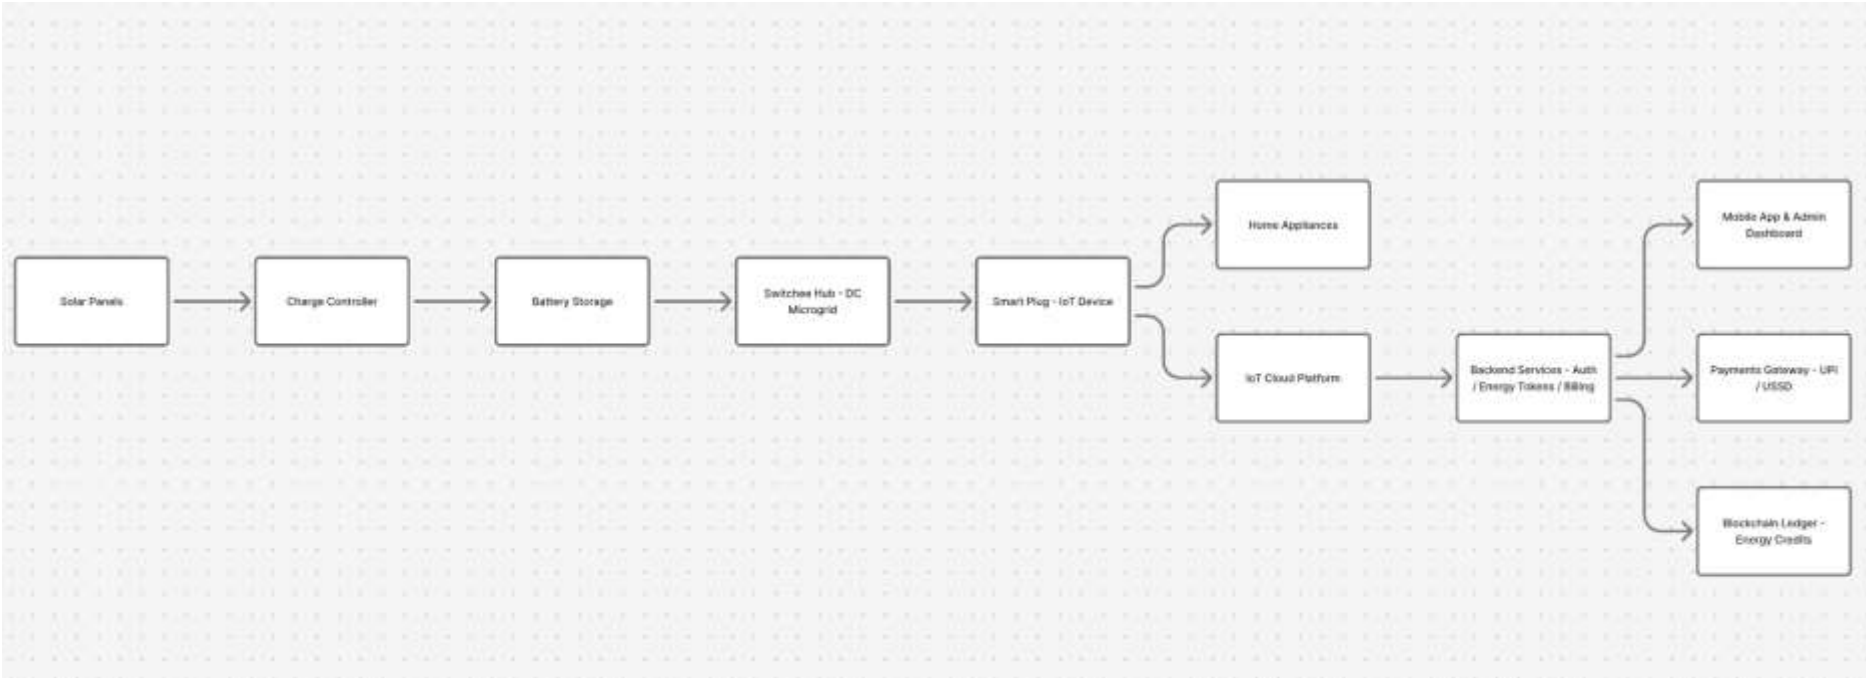 Solar Panels
Charge Controller
Battery Storage
Switchee Hub - DC
Microgrid
Smart Plug - IoT Device
Home Appliances
IoT Cloud Platform
Backend Services - Auth
/ Energy Tokens / Billing
Mobile App & Admin
Dashboard
Payments Gateway - UPI
/ USSD
Blockchain Ledger -
Energy Credits